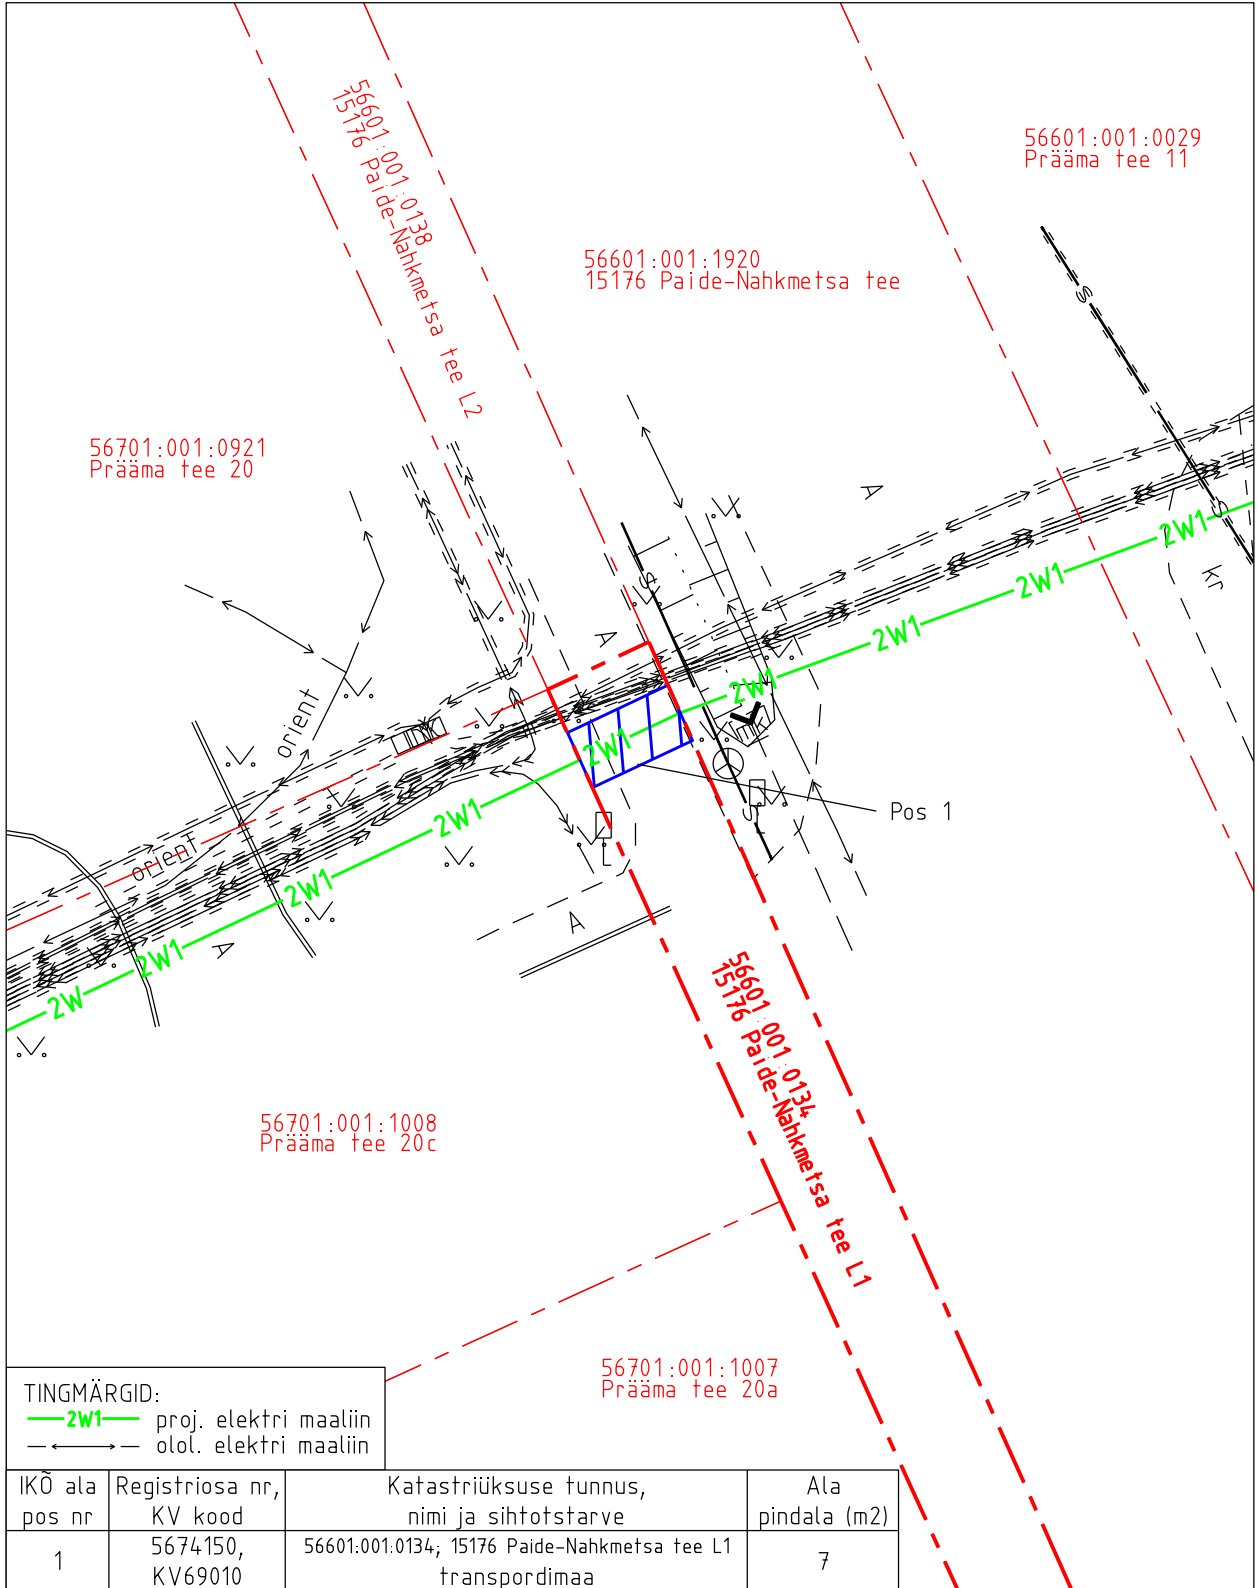 56601:001:0138
15176 Paide-Nahkmetsa tee L2
56601:001:0029
Prääma tee 11
56601:001:1920
15176 Paide-Nahkmetsa tee
56701:001:0921
Prääma tee 20
S
A
S
2W1
kr
2W1
S
A
2W1
2W1
orient
mk
2W1
mk
Pos 1
2W1
S
orient
2W1
A
A
2W1
2W
56601:001:0134
15176 Paide-Nahkmetsa tee L1
56701:001:1008
Prääma tee 20c
56701:001:1007
Prääma tee 20a
TINGMÄRGID:
2W1 proj. elektri maaliin
olol. elektri maaliin
IKÕ ala pos nr
Registriosa nr, KV kood
Katastriüksuse tunnus, nimi ja sihtotstarve
Ala pindala (m2)
1
5674150, KV69010
56601:001:0134; 15176 Paide-Nahkmetsa tee L1 transpordimaa
7